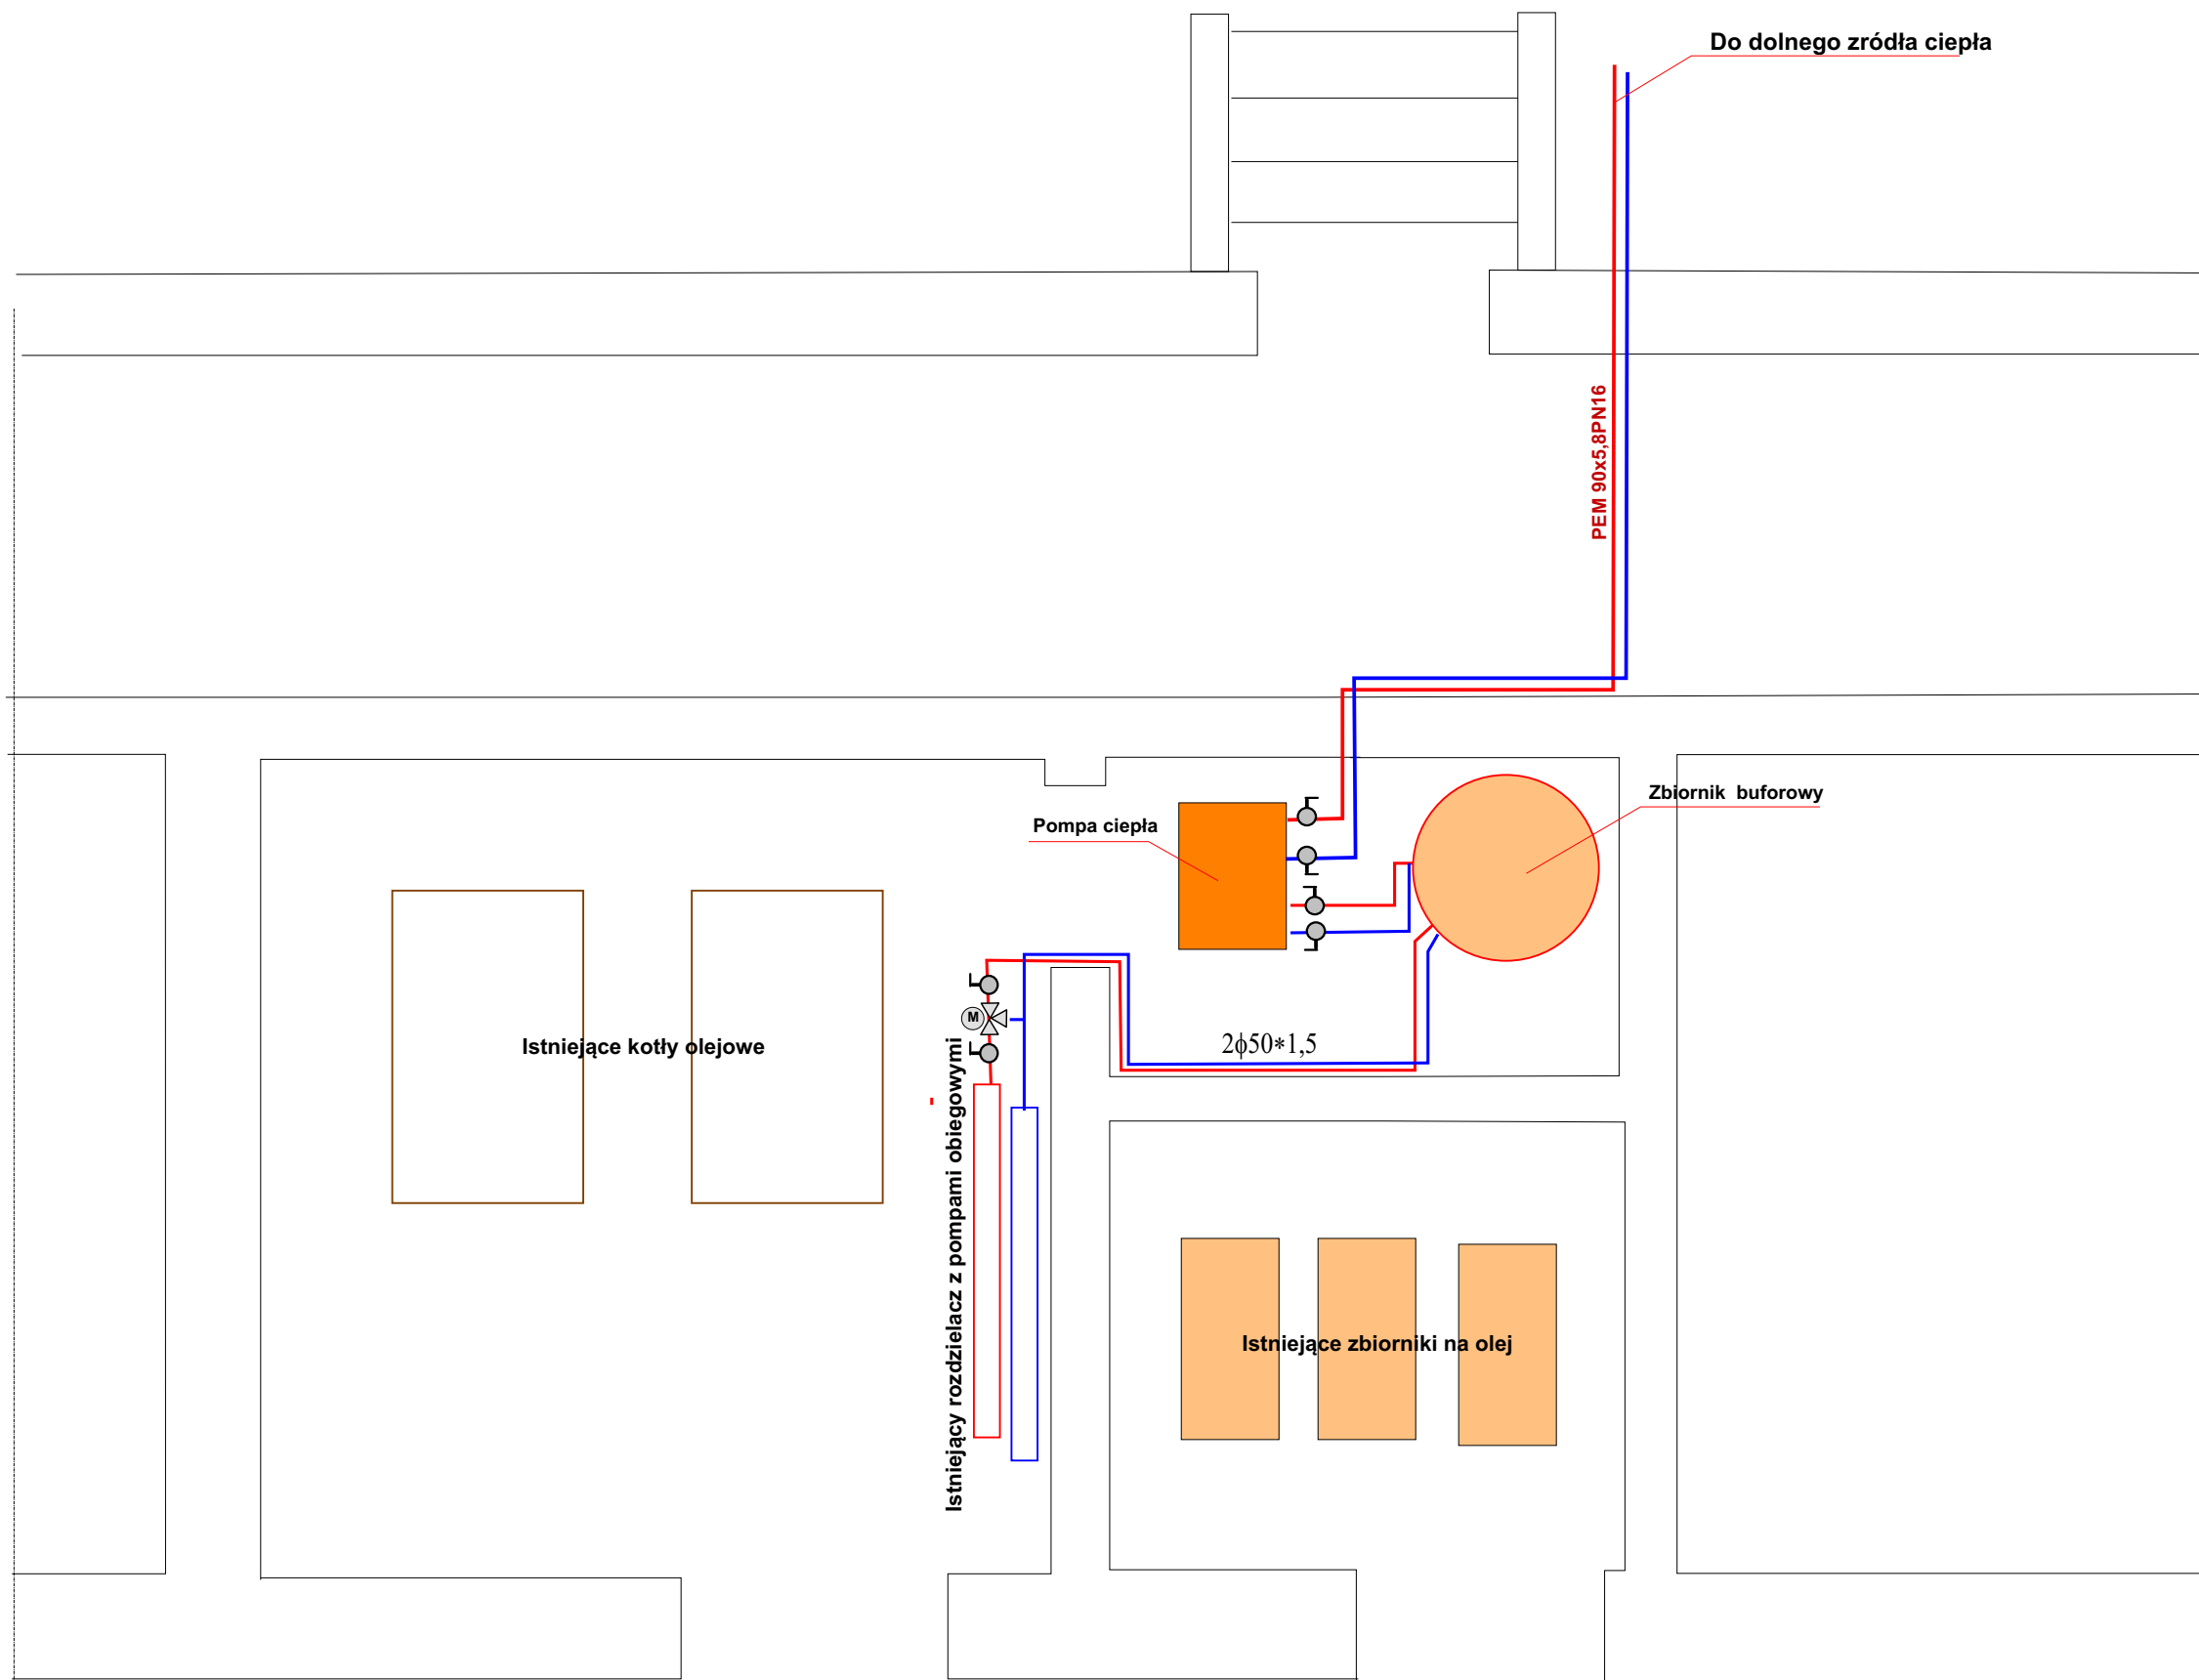 Do dolnego zródła ciepła
PEM 90x5,8PN16
Zbiornik buforowy
Pompa ciepła
M
Istniejące kotły olejowe
2ϕ50*1,5
Istniejący rozdzielacz z pompami obiegowymi
Istniejące zbiorniki na olej